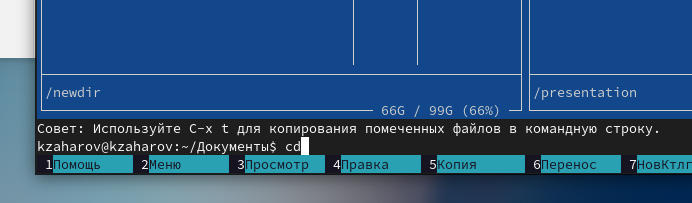 /newdir /presentation
66G / 99G (66%)
Совет: Используйте C-x t для копирования помеченных файлов в командную строку.
kzaharov@kzaharov:~/Документы$ cd
1Помощь 2Меню 3Просмотр 4Правка 5Копия 6Перенос 7НовКтлг